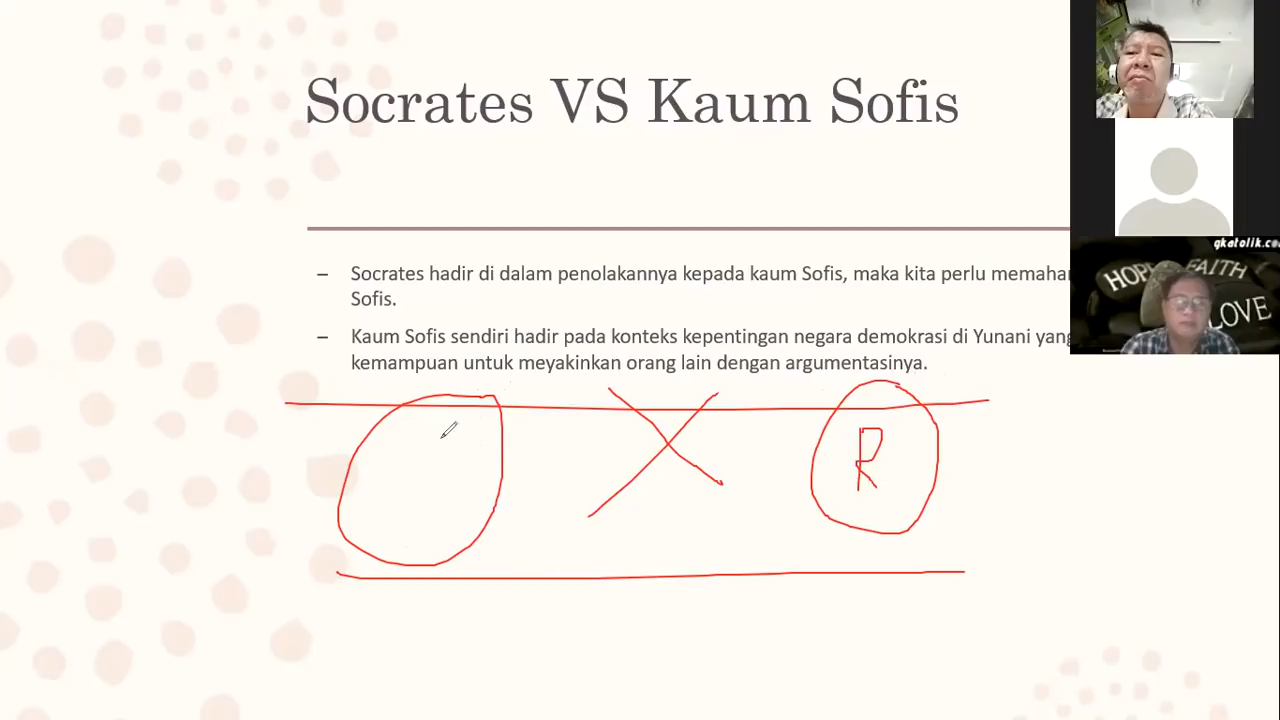 Socrates VS Kaum Sofis
– Socrates hadir di dalam penolakannya kepada kaum Sofis, maka kita perlu
Sofis.
– Kaum Sofis sendiri hadir pada konteks kepentingan negara demokrasi di Yunani yang
kemampuan untuk meyakinkan orang lain dengan argumentasinya.
R
gkatolik.co
HOPE FAITH
LOVE